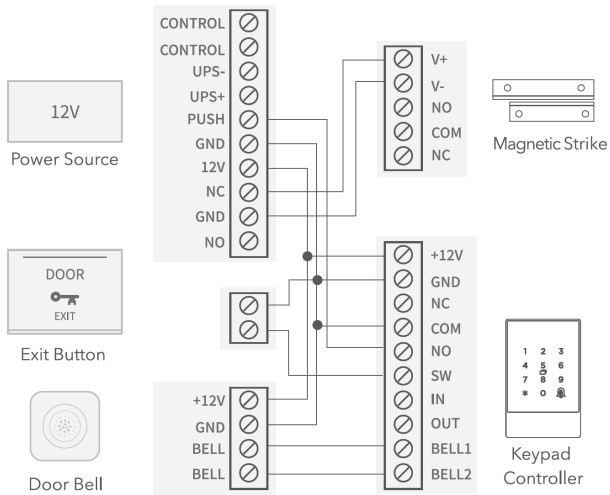 12V
Power Source
CONTROL
CONTROL
UPS-
UPS+
PUSH
GND
12V
NC
GND
NO
V+
V-
NO
COM
NC
Magnetic Strike
DOOR
EXIT
Exit Button
+12V
GND
NC
COM
NO
SW
IN
OUT
BELL1
BELL2
1 2 3
4 5 6
7 8 9
* 0
Keypad
Controller
+12V
GND
BELL
BELL
Door Bell